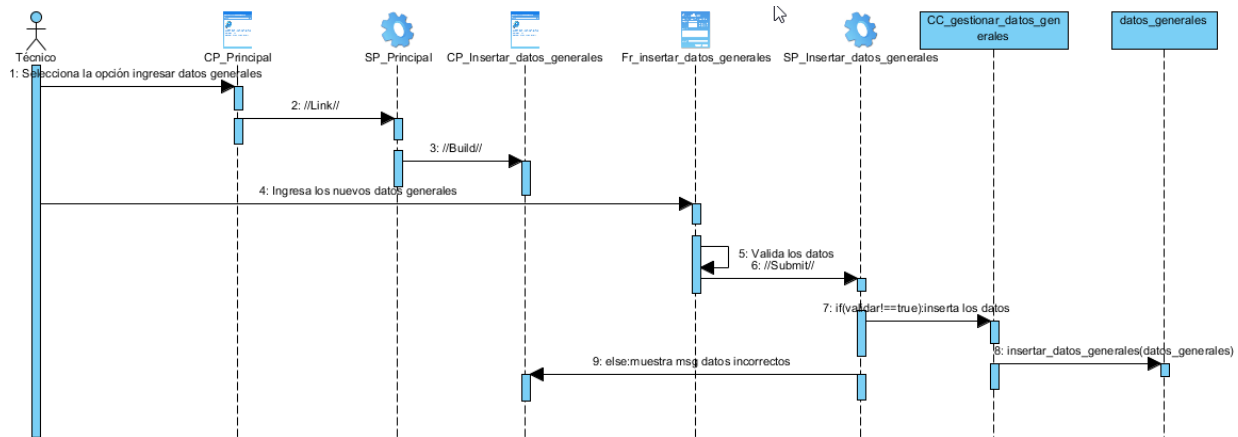 CC_gestionar_datos_gen
erales
datos_generales
Técnico
CP_Principal
SP_Principal
CP_Insertar_datos_generales
Fr_insertar_datos_generales
SP_Insertar_datos_generales
1: Selecciona la opción ingresar datos generales
2: //Link//
3: //Build//
4: Ingresa los nuevos datos generales
5: Valida los datos
6: //Submit//
7: if(validar!==true):inserta los datos
8: insertar_datos_generales(datos_generales)
9: else:muestra msg datos incorrectos